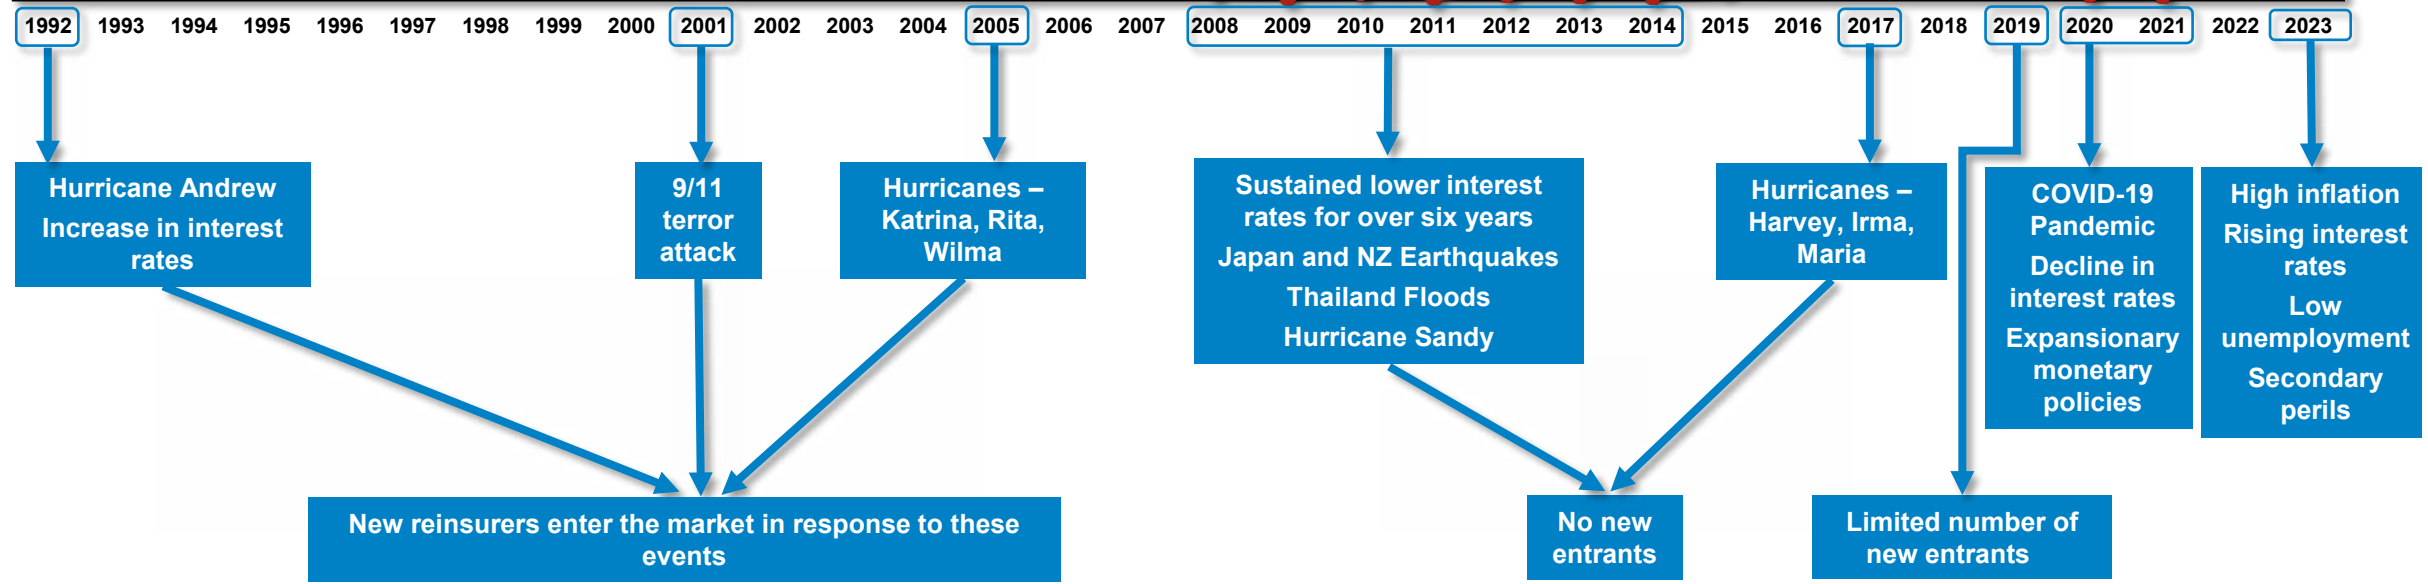 1992 1993 1994 1995 1996 1997 1998 1999 2000 2001 2002 2003 2004 2005 2006 2007 2008 2009 2010 2011 2012 2013 2014 2015 2016 2017 2018 2019 2020 2021 2022 2023
Hurricane Andrew
Increase in interest
rates
9/11
terror
attack
Hurricanes –
Katrina, Rita,
Wilma
Sustained lower interest
rates for over six years
Japan and NZ Earthquakes
Thailand Floods
Hurricane Sandy
Hurricanes –
Harvey, Irma,
Maria
COVID-19
Pandemic
Decline in
interest rates
Expansionary
monetary
policies
High inflation
Rising interest
rates
Low
unemployment
Secondary
perils
New reinsurers enter the market in response to these
events
No new
entrants
Limited number of
new entrants